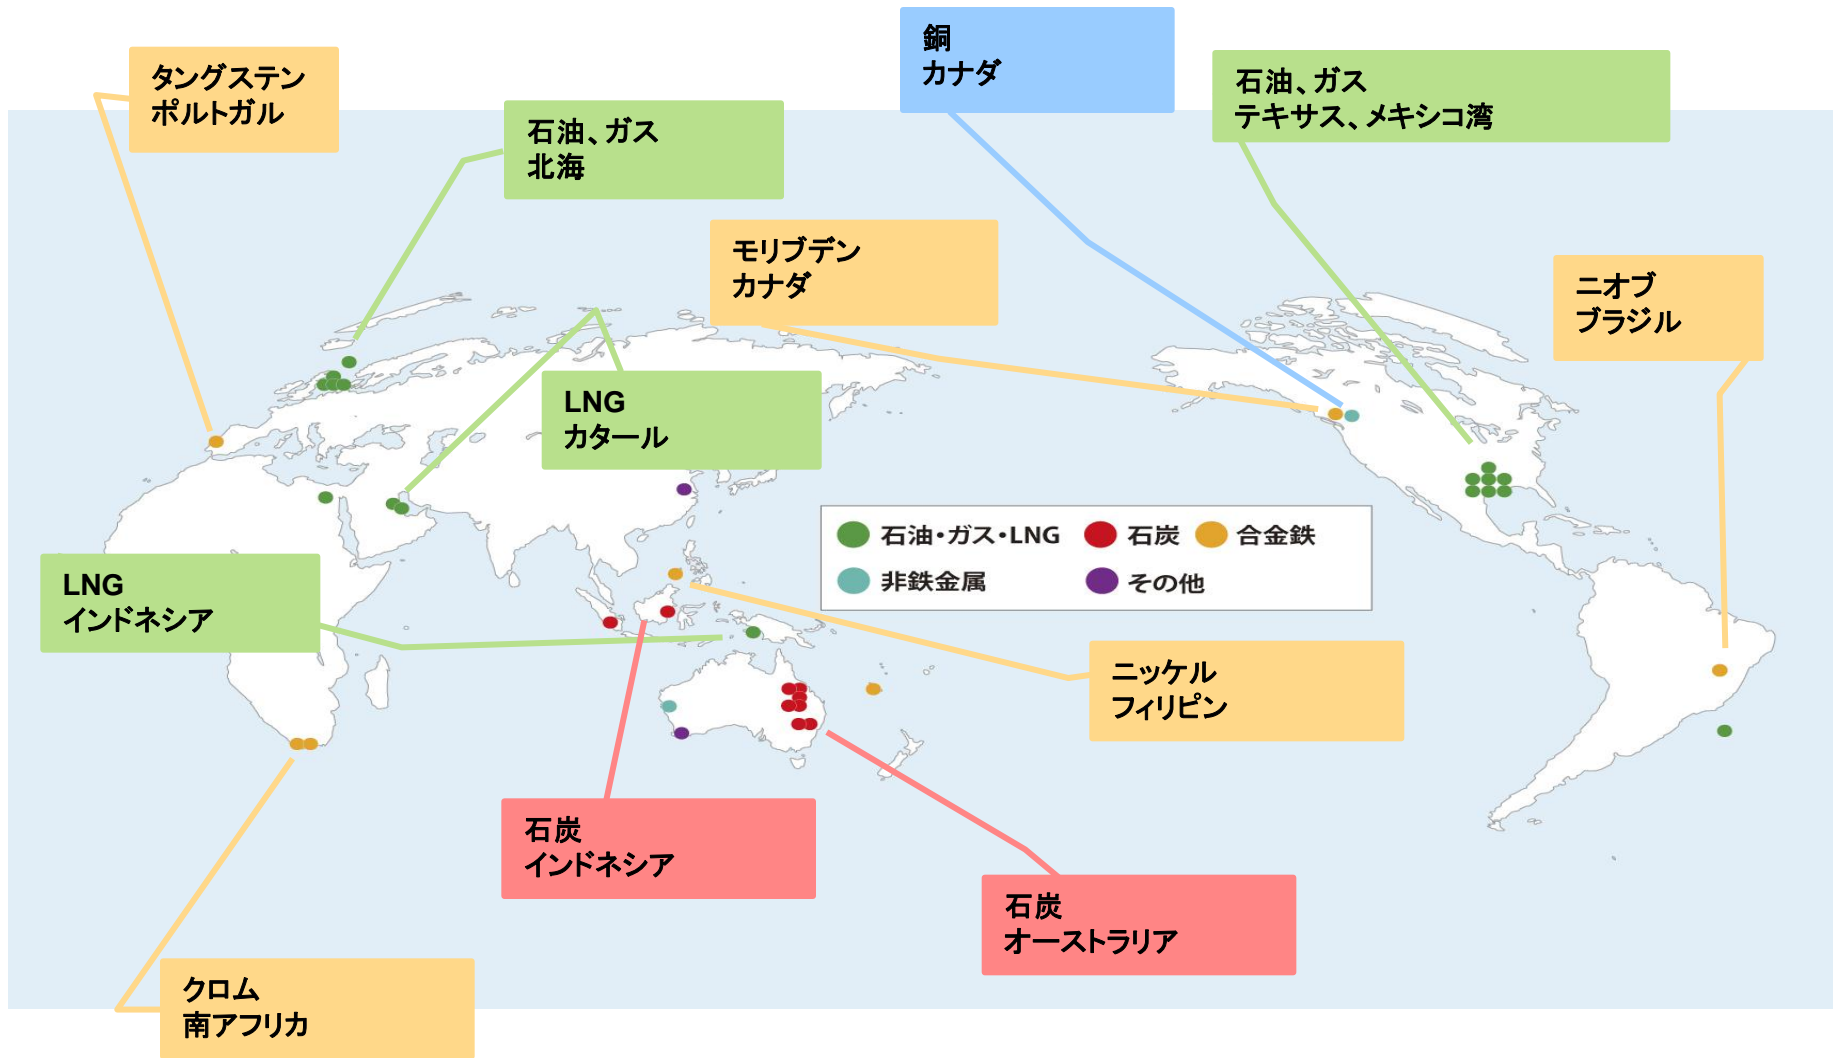 タングステン
ポルトガル
銅
カナダ
石油、ガス
テキサス、メキシコ湾
石油、ガス
北海
モリブデン
カナダ
ニオブ
ブラジル
LNG
カタール
石油・ガス・LNG
石炭
合金鉄
非鉄金属
その他
LNG
インドネシア
ニッケル
フィリピン
石炭
インドネシア
石炭
オーストラリア
クロム
南アフリカ